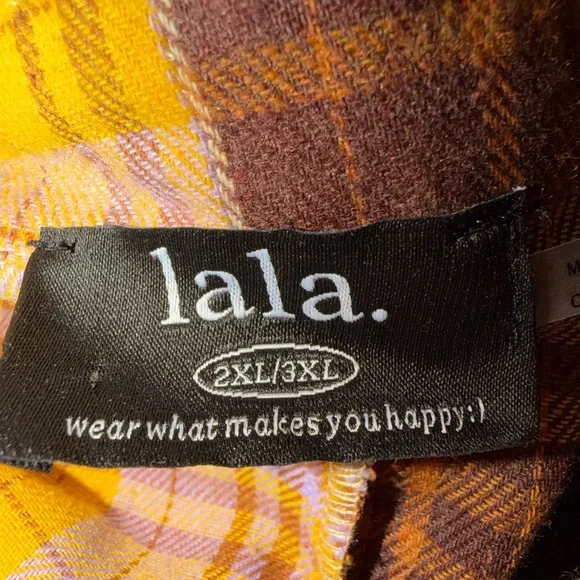 lala.
2XL/3XL
wear what makes you happy:)